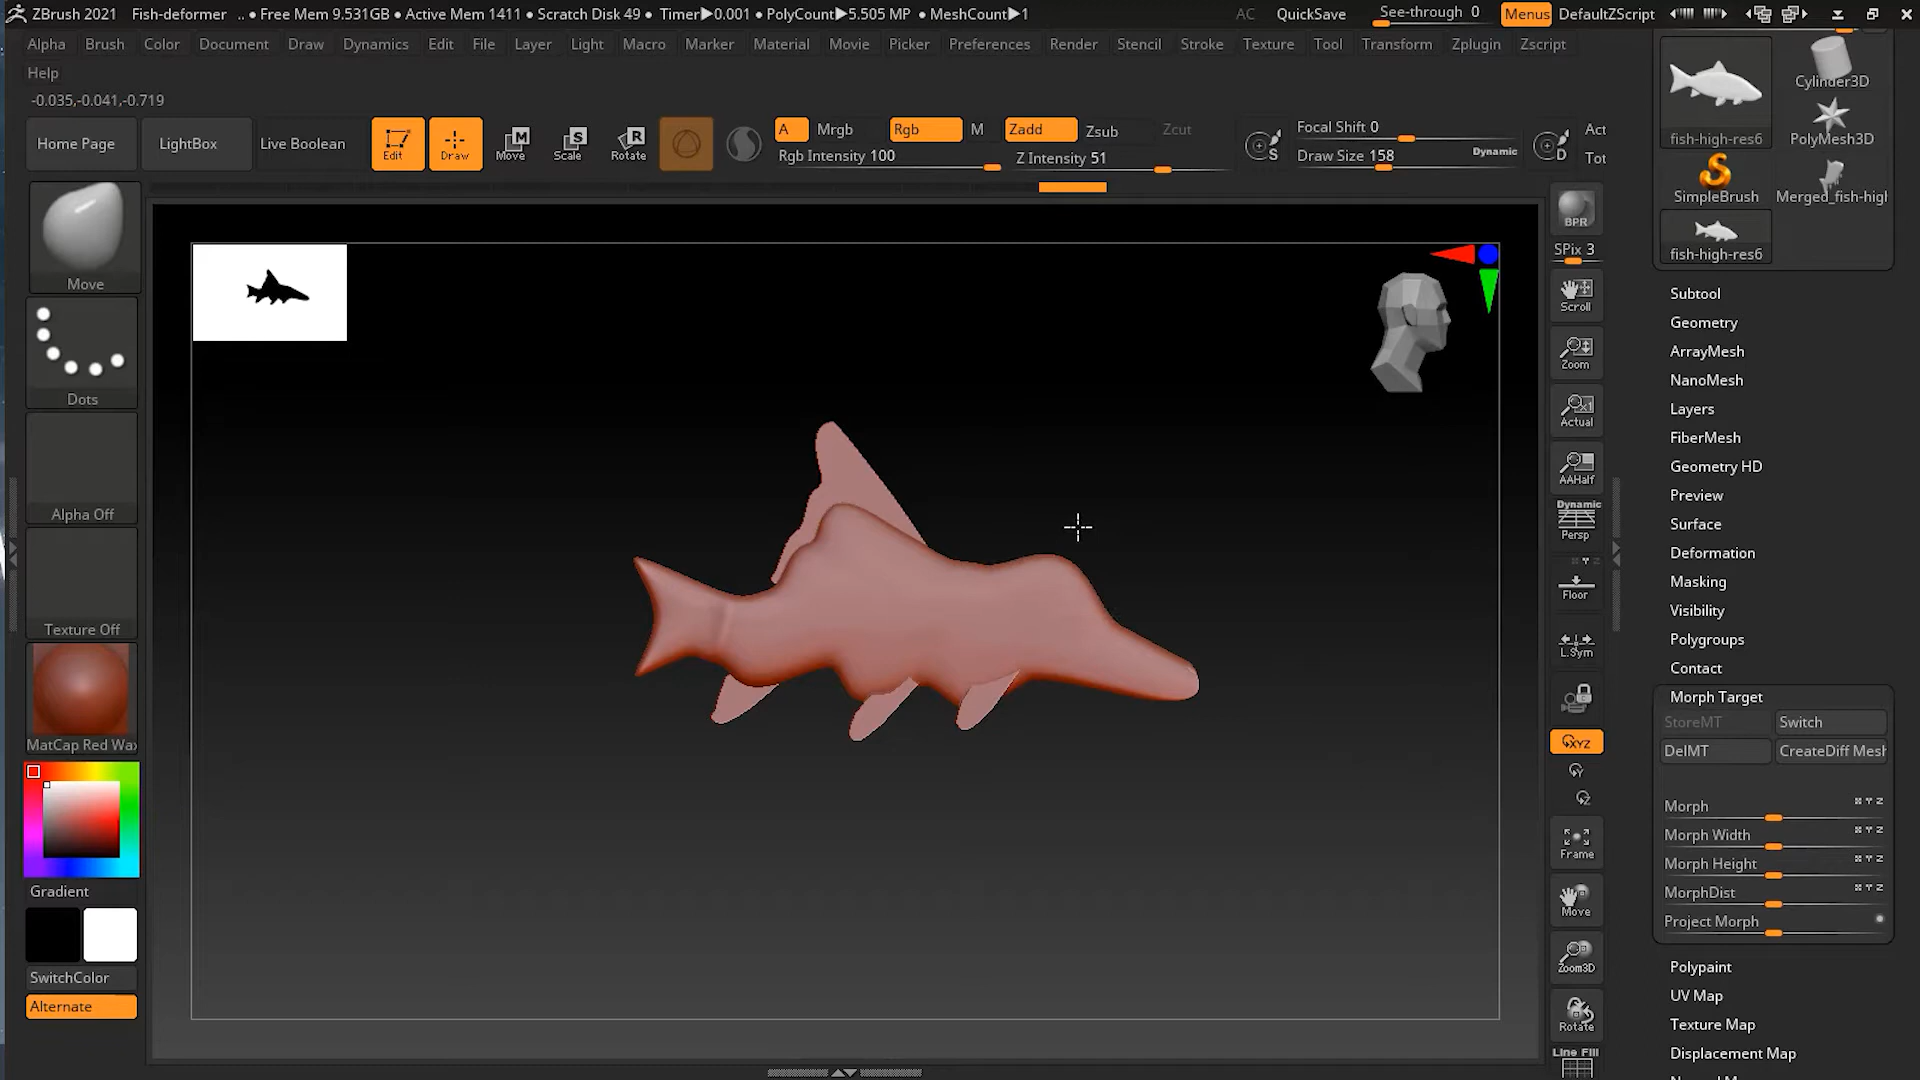 ZBrush 2021 Fish-deformer .. • Free Mem 9.531GB • Active Mem 1411 • Scratch Disk 49 • Timer▶0.001 • PolyCount▶5.505 MP • MeshCount▶1 AC QuickSave See-through 0 Menus DefaultZScript
Alpha Brush Color Document Draw Dynamics Edit File Layer Light Macro Marker Material Movie Picker Preferences Render Stencil Stroke Texture Tool Transform Zplugin Zscript
Help
-0.035,-0.041,-0.719
Home Page LightBox Live Boolean Edit Draw Move Scale Rotate
M S R
A Mrgb Rgb M Zadd Zsub Zcut
Rgb Intensity 100 Z Intensity 51
S Focal Shift 0
Draw Size 158 Dynamic
D Act
Tot
Move
Dots
Alpha Off
Texture Off
MatCap Red Wax
Gradient
SwitchColor
Alternate
BPR
SPix 3
Scroll
Zoom
Actual
AAHalf
Dynamic
Persp
Floor
L.Sym
XYZ
Y
Z
Frame
Move
Zoom3D
Rotate
Line Fill
fish-high-res6
Cylinder3D
PolyMesh3D
SimpleBrush
Merged_fish-high
fish-high-res6
Subtool
Geometry
ArrayMesh
NanoMesh
Layers
FiberMesh
Geometry HD
Preview
Surface
Deformation
Masking
Visibility
Polygroups
Contact
Morph Target
StoreMT Switch
DelMT CreateDiff Mesh
Morph X Y Z
Morph Width X Y Z
Morph Height X Y Z
MorphDist X Y Z
Project Morph
Polypaint
UV Map
Texture Map
Displacement Map